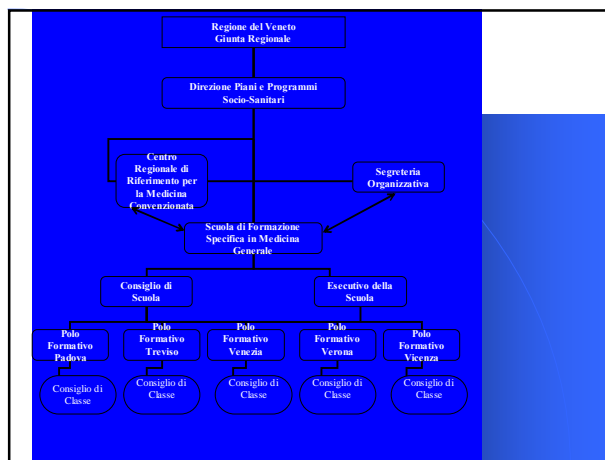 Regione del Veneto
Giunta Regionale
Direzione Piani e Programmi
Socio-Sanitari
Centro
Regionale di
Riferimento per
la Medicina
Convenzionata
Segreteria
Organizzativa
Scuola di Formazione
Specifica in Medicina
Generale
Consiglio di
Scuola
Esecutivo della
Scuola
Polo
Formativo
Padova
Polo
Formativo
Treviso
Polo
Formativo
Venezia
Polo
Formativo
Verona
Polo
Formativo
Vicenza
Consiglio di
Classe
Consiglio di
Classe
Consiglio di
Classe
Consiglio di
Classe
Consiglio di
Classe